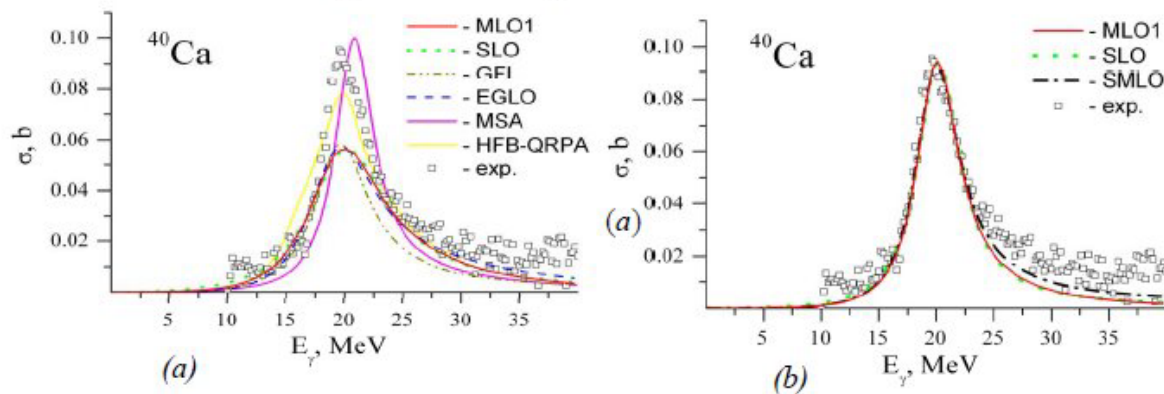 0.10
0.08
0.06
0.04
0.02
σ, b
⁴⁰Ca
- MLO1
- SLO
- GFL
- EGLO
- MSA
- HFB-QRPA
- exp.
5 10 15 20 25 30 35
E_γ, MeV
(a)
(a)
0.10
0.08
0.06
0.04
0.02
σ, b
⁴⁰Ca
- MLO1
- SLO
- SMLO
- exp.
5 10 15 20 25 30 35
E_γ, MeV
(b)